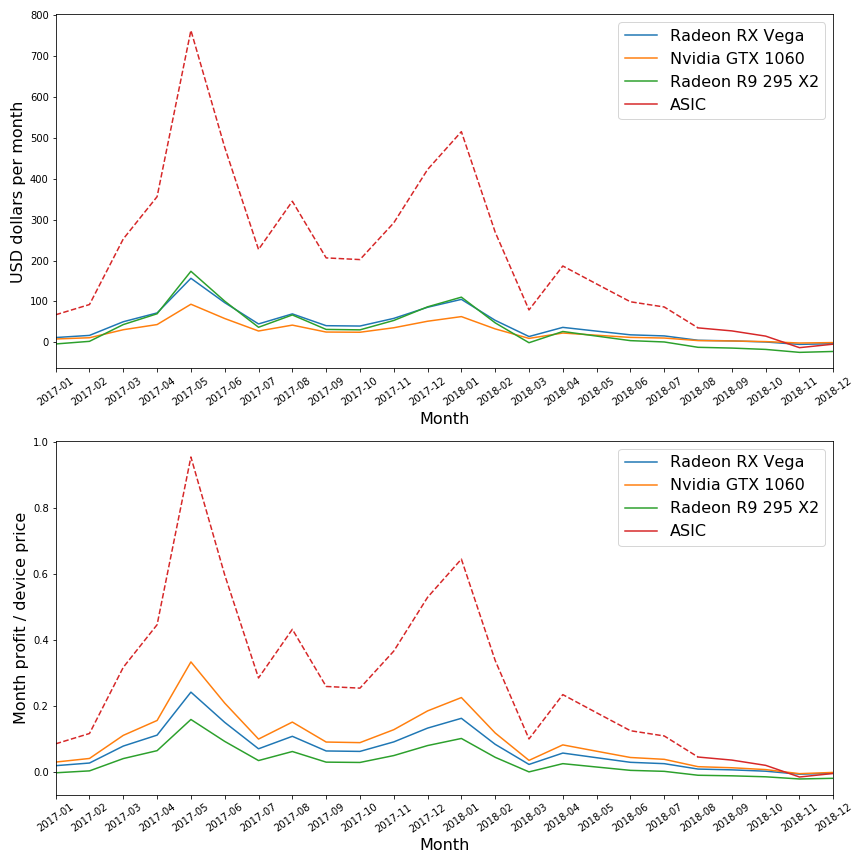 USD dollars per month
800
700
600
500
400
300
200
100
0
Radeon RX Vega
Nvidia GTX 1060
Radeon R9 295 X2
ASIC
2017-01 2017-02 2017-03 2017-04 2017-05 2017-06 2017-07 2017-08 2017-09 2017-10 2017-11 2017-12 2018-01 2018-02 2018-03 2018-04 2018-05 2018-06 2018-07 2018-08 2018-09 2018-10 2018-11 2018-12
Month
Month profit / device price
1.0
0.8
0.6
0.4
0.2
0.0
Radeon RX Vega
Nvidia GTX 1060
Radeon R9 295 X2
ASIC
2017-01 2017-02 2017-03 2017-04 2017-05 2017-06 2017-07 2017-08 2017-09 2017-10 2017-11 2017-12 2018-01 2018-02 2018-03 2018-04 2018-05 2018-06 2018-07 2018-08 2018-09 2018-10 2018-11 2018-12
Month